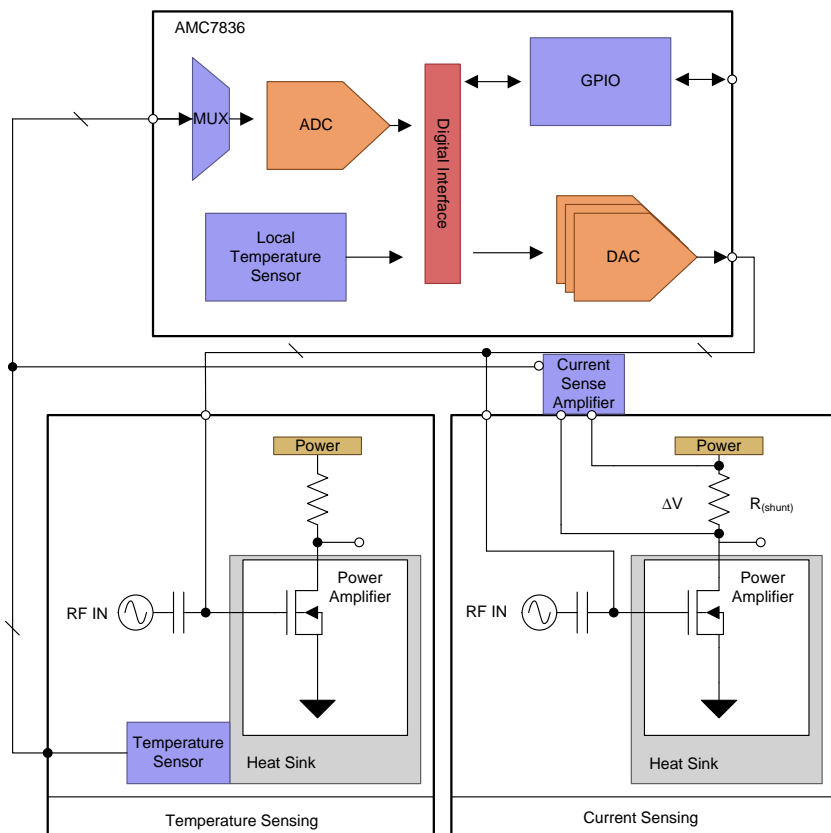 AMC7836
MUX
ADC
Digital Interface
GPIO
Local
Temperature
Sensor
DAC
Current
Sense
Amplifier
Power
Power
ΔV
R(shunt)
Power
Amplifier
Power
Amplifier
RF IN
RF IN
Temperature
Sensor
Heat Sink
Heat Sink
Temperature Sensing
Current Sensing